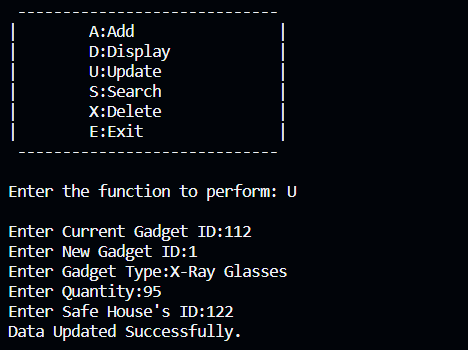 -----------------------------
|        A:Add               |
|        D:Display           |
|        U:Update            |
|        S:Search            |
|        X:Delete            |
|        E:Exit              |
-----------------------------
Enter the function to perform: U
Enter Current Gadget ID:112
Enter New Gadget ID:1
Enter Gadget Type:X-Ray Glasses
Enter Quantity:95
Enter Safe House's ID:122
Data Updated Successfully.